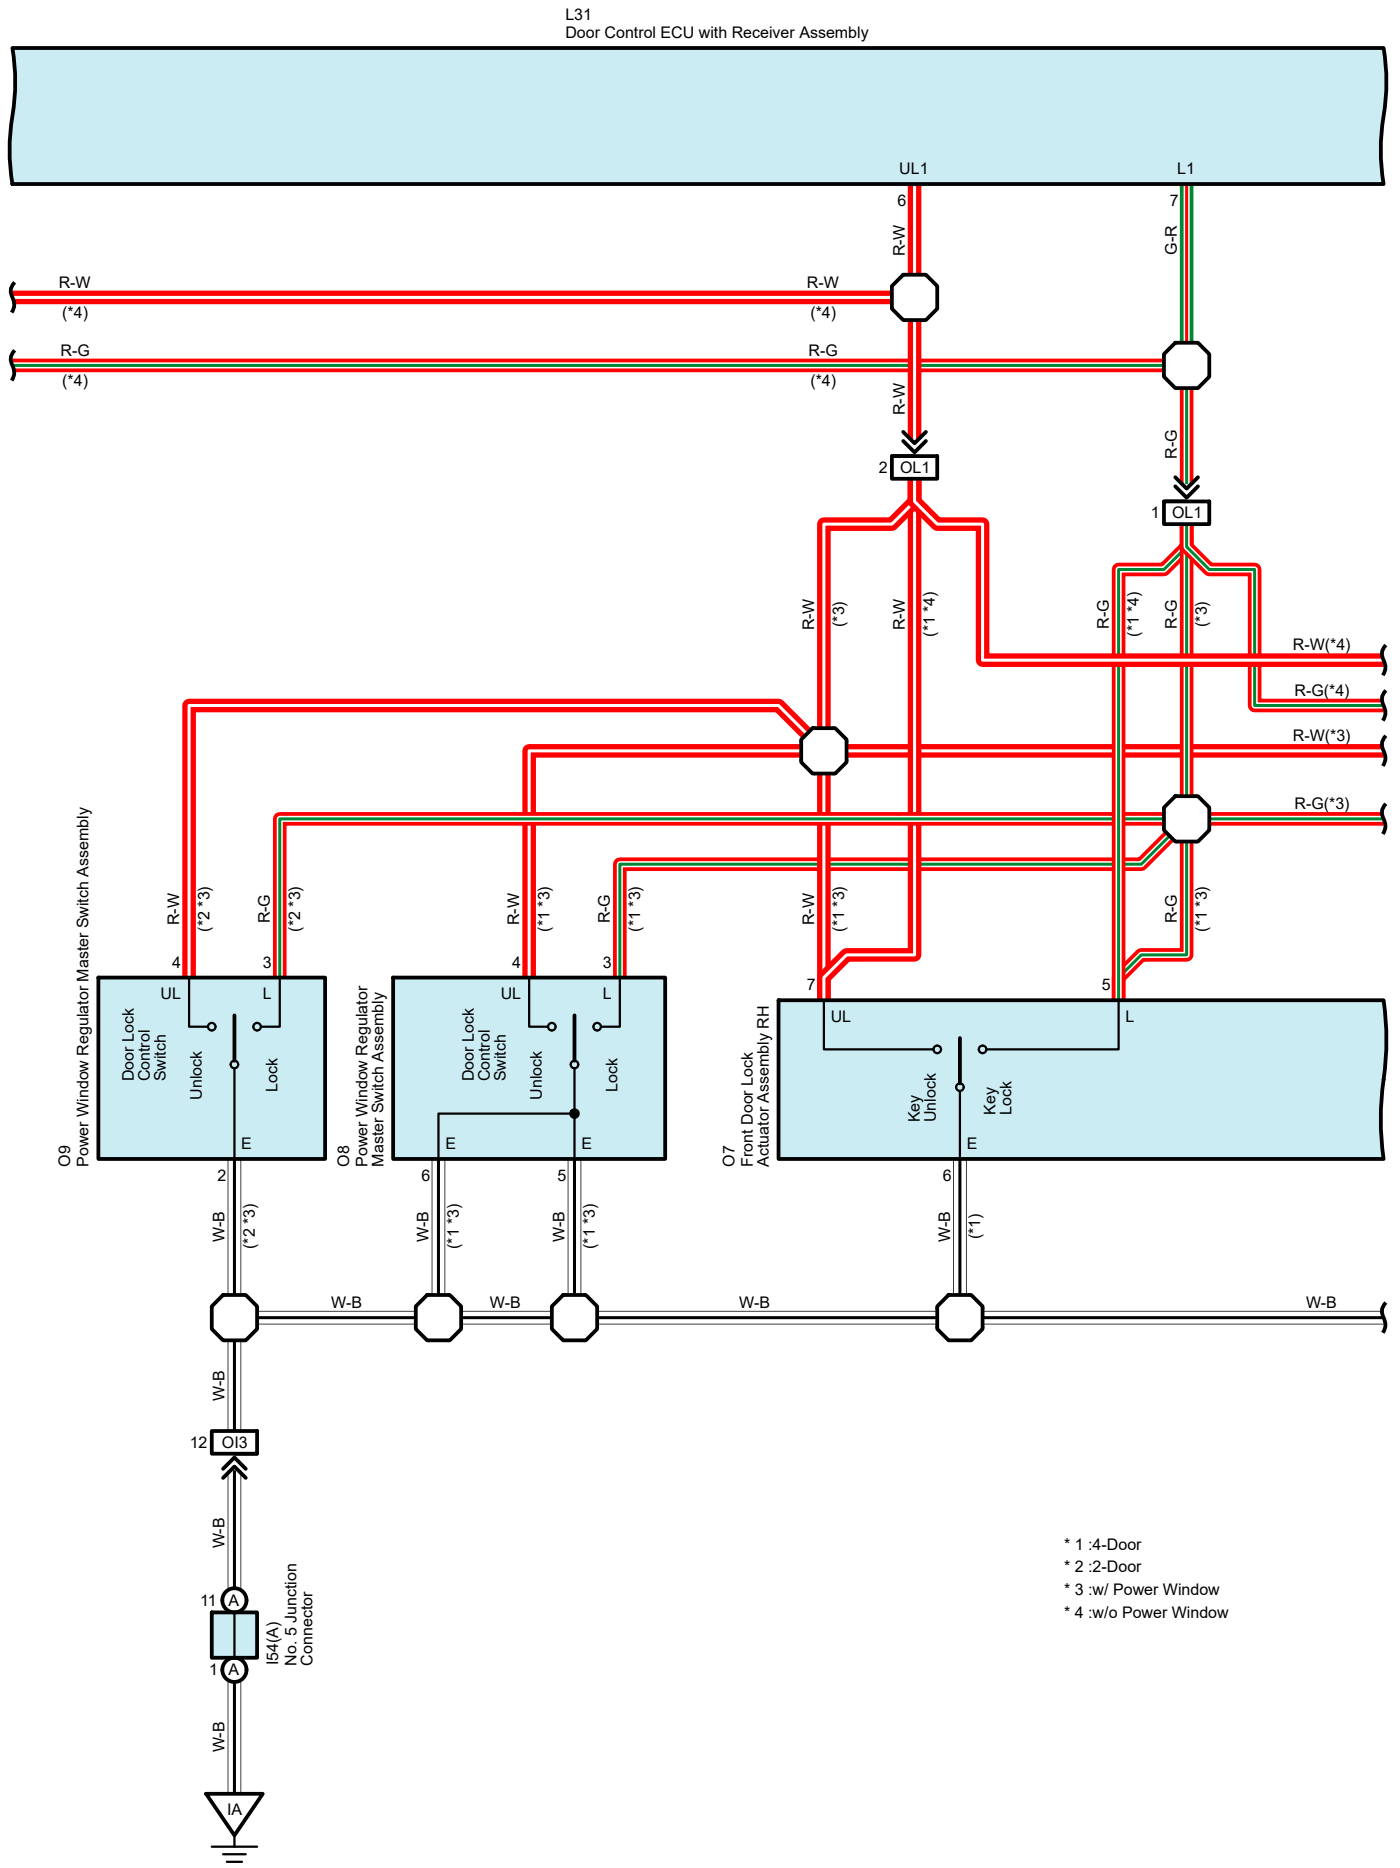 L31
Door Control ECU with Receiver Assembly
UL1
L1
6
7
R-W
G-R
R-W
R-W
(*4)
(*4)
R-G
R-G
(*4)
(*4)
R-W
R-G
2
OL1
1
OL1
R-W
(*3)
R-W
(*1 *4)
R-G
(*1 *4)
R-G
(*3)
R-W(*4)
R-G(*4)
R-W(*3)
R-G(*3)
R-W
(*2 *3)
R-G
(*2 *3)
R-W
(*1 *3)
R-G
(*1 *3)
R-W
(*1 *3)
R-G
(*1 *3)
4
3
4
3
7
5
O9
Power Window Regulator Master Switch Assembly
UL
L
Door Lock
Control
Switch
Unlock
Lock
E
O8
Power Window Regulator
Master Switch Assembly
UL
L
Door Lock
Control
Switch
Unlock
Lock
E
E
O7
Front Door Lock
Actuator Assembly RH
UL
L
Key
Unlock
Key
Lock
E
2
6
5
6
W-B
(*2 *3)
W-B
(*1 *3)
W-B
(*1 *3)
W-B
(*1)
W-B
W-B
W-B
W-B
W-B
12
OI3
W-B
11
A
I54(A)
No. 5 Junction
Connector
1
A
W-B
IA
* 1 :4-Door
* 2 :2-Door
* 3 :w/ Power Window
* 4 :w/o Power Window